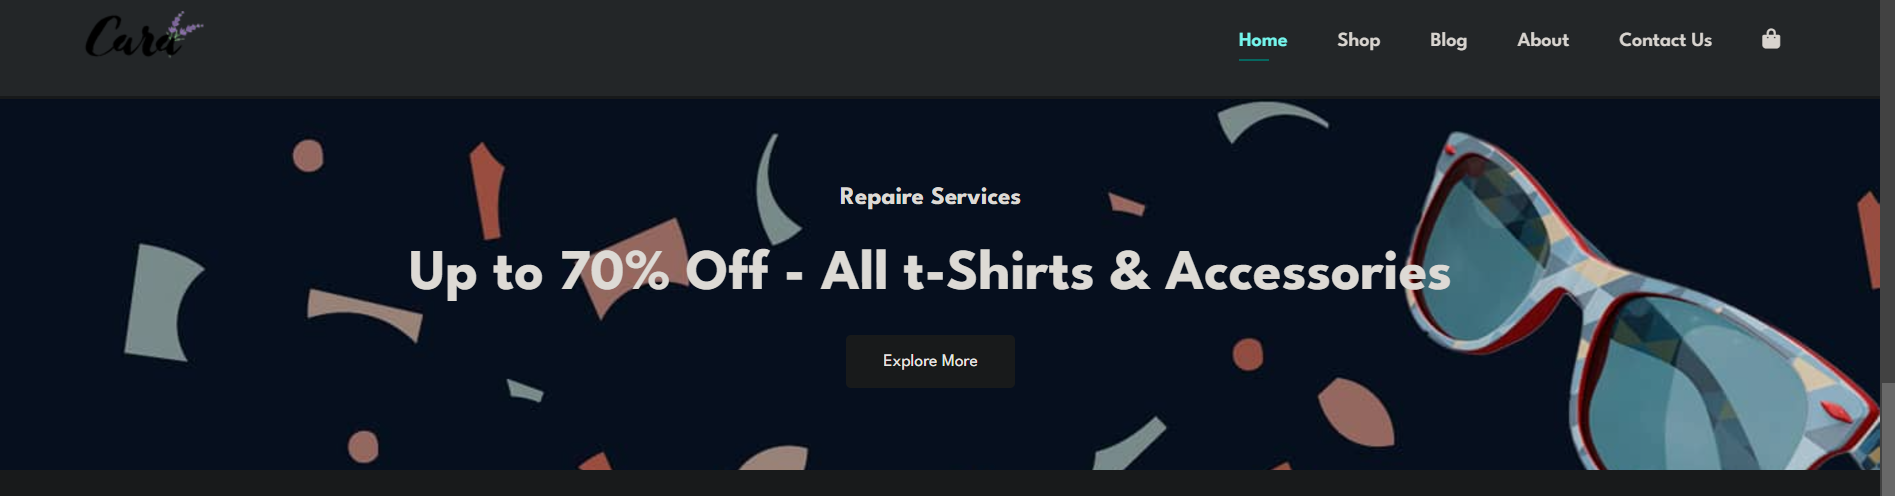 Cara
Home Shop Blog About Contact Us
Repaire Services
Up to 70% Off - All t-Shirts & Accessories
Explore More